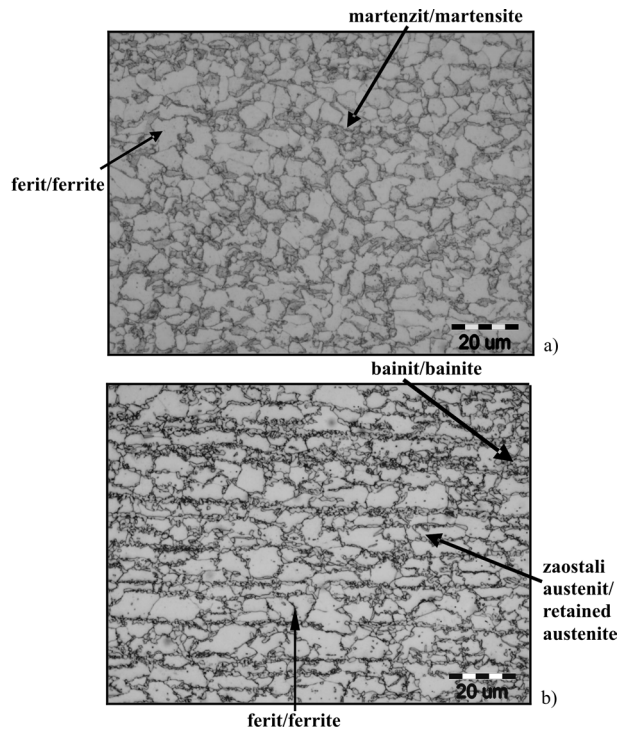 martenzit/martensite
ferit/ferrite
20 um
a)
bainit/bainite
zaostali
austenit/
retained
austenite
20 um
b)
ferit/ferrite